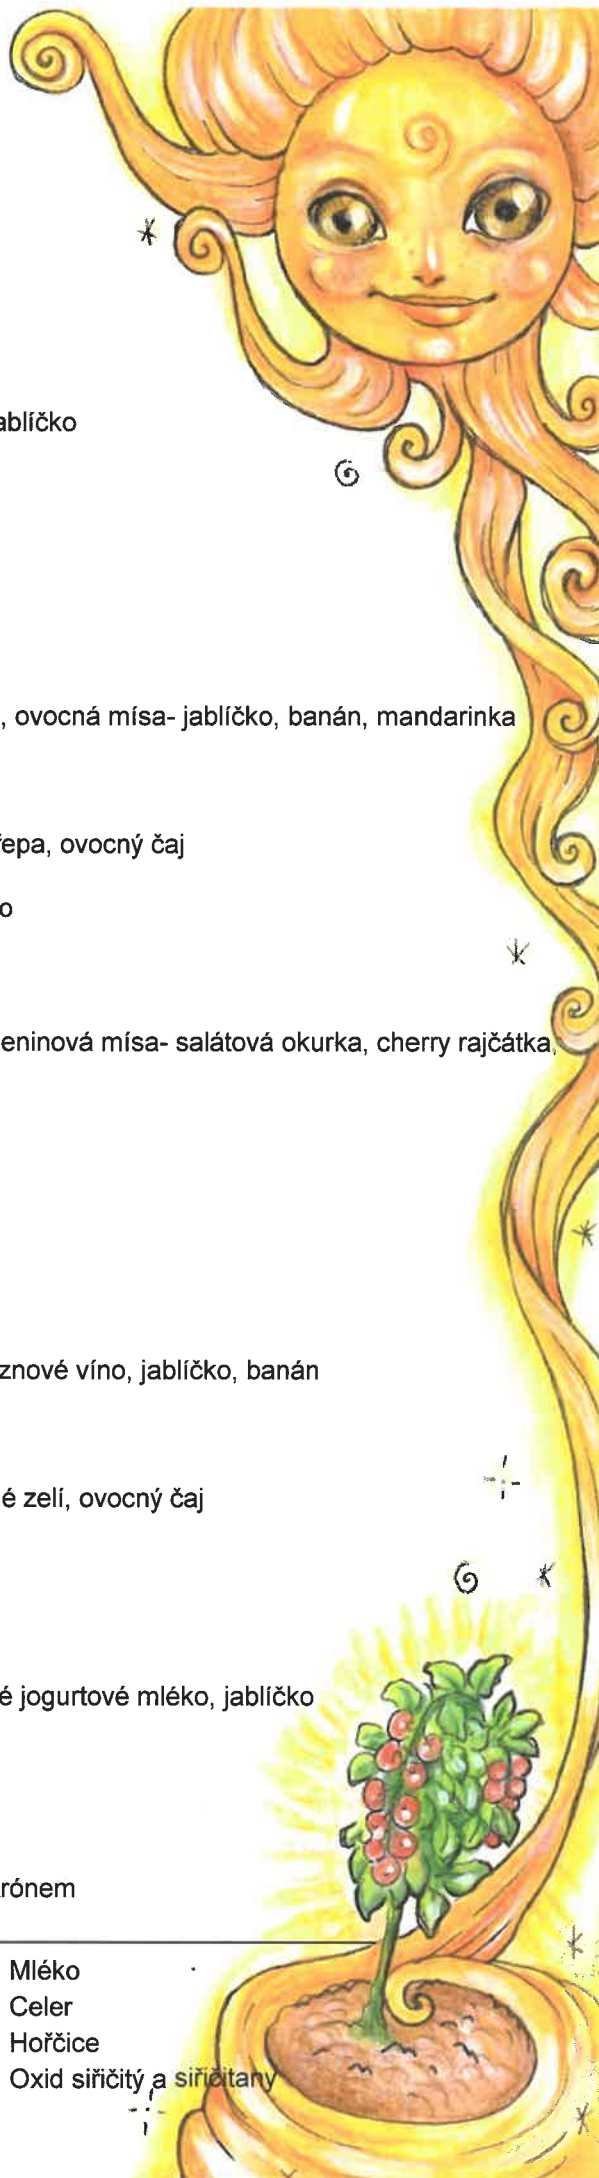 ablíčko
, ovocná mísa- jablíčko, banán, mandarinka
řepa, ovocný čaj
o
eninová mísa- salátová okurka, cherry rajčátka,
znové víno, jablíčko, banán
é zelí, ovocný čaj
é jogurtové mléko, jablíčko
rónem
Mléko
Celer
Hořčice
Oxid siřičitý a siřičitany